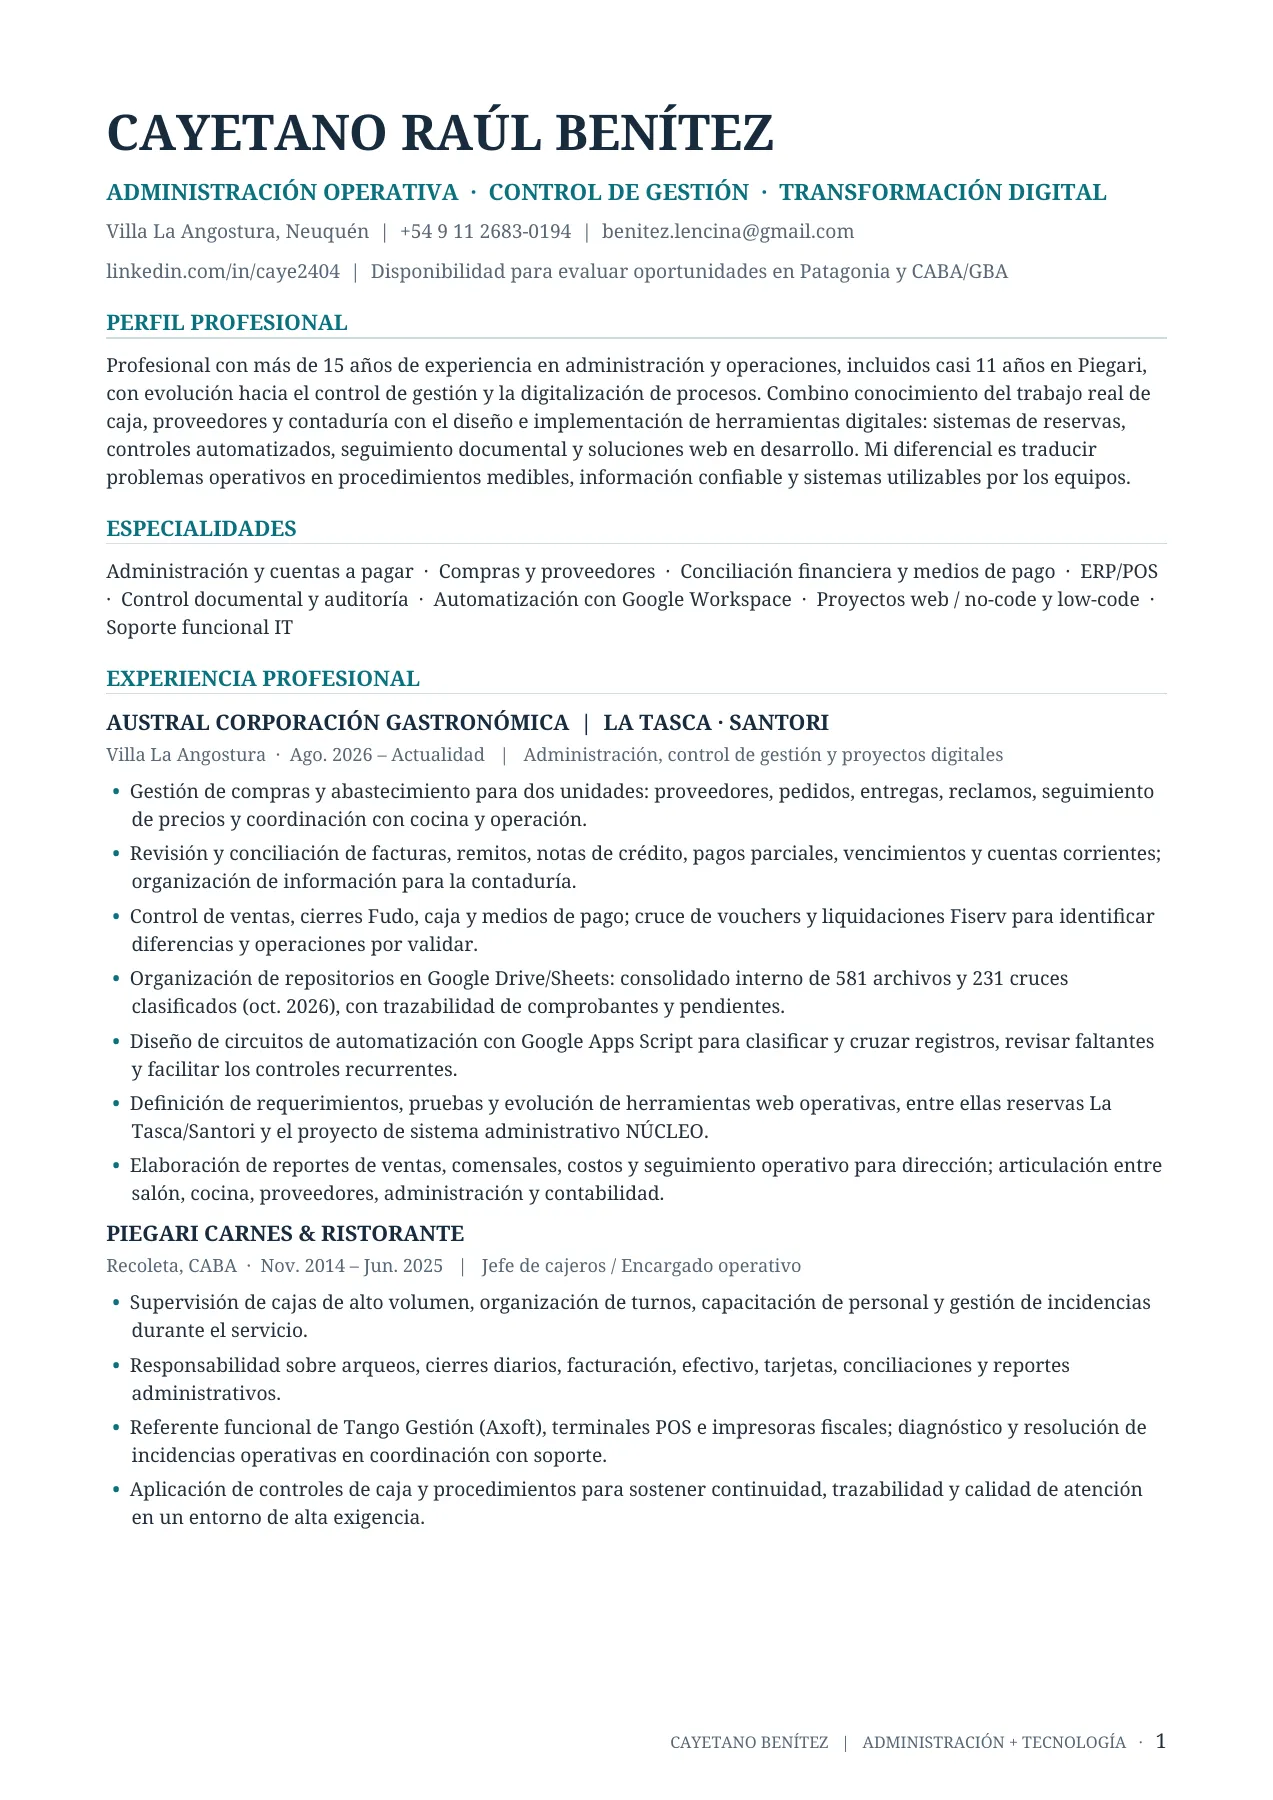 CAYETANO RAÚL BENÍTEZ
ADMINISTRACIÓN OPERATIVA · CONTROL DE GESTIÓN · TRANSFORMACIÓN DIGITAL
Villa La Angostura, Neuquén | +54 9 11 2683-0194 | benitez.lencina@gmail.com
linkedin.com/in/caye2404 | Disponibilidad para evaluar oportunidades en Patagonia y CABA/GBA
PERFIL PROFESIONAL
Profesional con más de 15 años de experiencia en administración y operaciones, incluidos casi 11 años en Piegari,
con evolución hacia el control de gestión y la digitalización de procesos. Combino conocimiento del trabajo real de
caja, proveedores y contaduría con el diseño e implementación de herramientas digitales: sistemas de reservas,
controles automatizados, seguimiento documental y soluciones web en desarrollo. Mi diferencial es traducir
problemas operativos en procedimientos medibles, información confiable y sistemas utilizables por los equipos.
ESPECIALIDADES
Administración y cuentas a pagar · Compras y proveedores · Conciliación financiera y medios de pago · ERP/POS
· Control documental y auditoría · Automatización con Google Workspace · Proyectos web / no-code y low-code ·
Soporte funcional IT
EXPERIENCIA PROFESIONAL
AUSTRAL CORPORACIÓN GASTRONÓMICA | LA TASCA · SANTORI
Villa La Angostura · Ago. 2026 – Actualidad | Administración, control de gestión y proyectos digitales
• Gestión de compras y abastecimiento para dos unidades: proveedores, pedidos, entregas, reclamos, seguimiento
de precios y coordinación con cocina y operación.
• Revisión y conciliación de facturas, remitos, notas de crédito, pagos parciales, vencimientos y cuentas corrientes;
organización de información para la contaduría.
• Control de ventas, cierres Fudo, caja y medios de pago; cruce de vouchers y liquidaciones Fiserv para identificar
diferencias y operaciones por validar.
• Organización de repositorios en Google Drive/Sheets: consolidado interno de 581 archivos y 231 cruces
clasificados (oct. 2026), con trazabilidad de comprobantes y pendientes.
• Diseño de circuitos de automatización con Google Apps Script para clasificar y cruzar registros, revisar faltantes
y facilitar los controles recurrentes.
• Definición de requerimientos, pruebas y evolución de herramientas web operativas, entre ellas reservas La
Tasca/Santori y el proyecto de sistema administrativo NÚCLEO.
• Elaboración de reportes de ventas, comensales, costos y seguimiento operativo para dirección; articulación entre
salón, cocina, proveedores, administración y contabilidad.
PIEGARI CARNES & RISTORANTE
Recoleta, CABA · Nov. 2014 – Jun. 2025 | Jefe de cajeros / Encargado operativo
• Supervisión de cajas de alto volumen, organización de turnos, capacitación de personal y gestión de incidencias
durante el servicio.
• Responsabilidad sobre arqueos, cierres diarios, facturación, efectivo, tarjetas, conciliaciones y reportes
administrativos.
• Referente funcional de Tango Gestión (Axoft), terminales POS e impresoras fiscales; diagnóstico y resolución de
incidencias operativas en coordinación con soporte.
• Aplicación de controles de caja y procedimientos para sostener continuidad, trazabilidad y calidad de atención
en un entorno de alta exigencia.
CAYETANO BENÍTEZ | ADMINISTRACIÓN + TECNOLOGÍA · 1